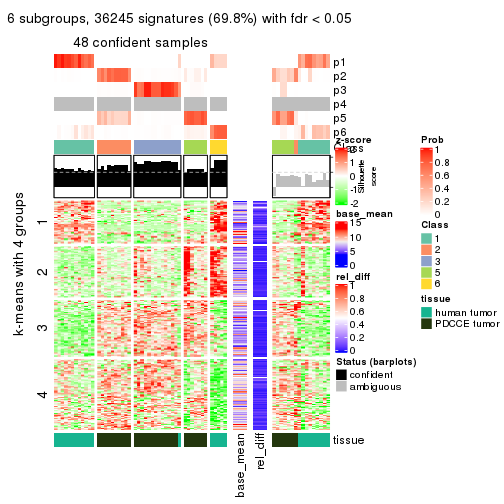 6 subgroups, 36245 signatures (69.8%) with fdr < 0.05
48 confident samples
p1
p2
p3
p4
p5
p6
Class
Silhouette
score
k-means with 4 groups
1
2
3
4
base_mean
rel_diff
tissue
z-score
2
-2
base_mean
15
10
5
0
rel_diff
1
0.8
0.6
0.4
0.2
0
Status (barplots)
confident
ambiguous
Prob
1
0.8
0.6
0.4
0.2
0
Class
1
2
3
5
6
tissue
human tumor
PDCCE tumor